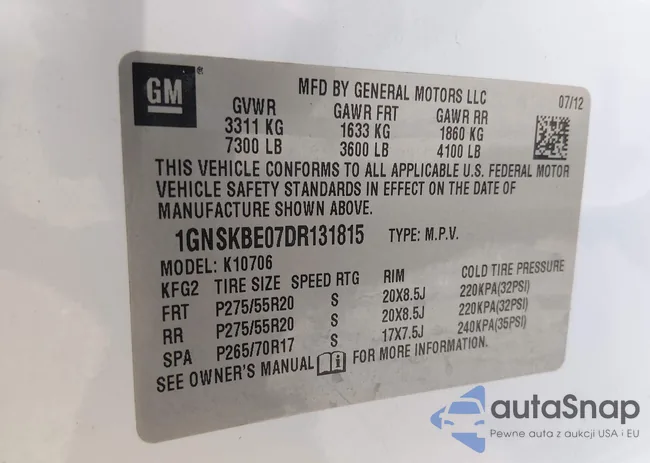 GM ®
MFD BY GENERAL MOTORS LLC 07/12
GVWR GAWR FRT GAWR RR
3311 KG 1633 KG 1860 KG
7300 LB 3600 LB 4100 LB
THIS VEHICLE CONFORMS TO ALL APPLICABLE U.S. FEDERAL MOTOR
VEHICLE SAFETY STANDARDS IN EFFECT ON THE DATE OF
MANUFACTURE SHOWN ABOVE.
1GNSKBE07DR131815 TYPE: M.P.V.
MODEL: K10706
KFG2 TIRE SIZE SPEED RTG RIM COLD TIRE PRESSURE
FRT P275/55R20 S 20X8.5J 220KPA(32PSI)
RR P275/55R20 S 20X8.5J 220KPA(32PSI)
SPA P265/70R17 S 17X7.5J 240KPA(35PSI)
SEE OWNER'S MANUAL i FOR MORE INFORMATION.
autaSnap
Pewne auta z aukcji USA i EU